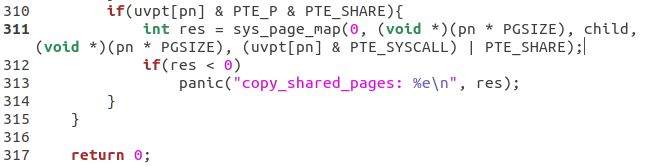 310         if(uvpt[pn] & PTE_P & PTE_SHARE){
311             int res = sys_page_map(0, (void *)(pn * PGSIZE), child,
(void *)(pn * PGSIZE), (uvpt[pn] & PTE_SYSCALL) | PTE_SHARE);
312             if(res < 0)
313                 panic("copy_shared_pages: %e\n", res);
314         }
315     }
316
317     return 0;